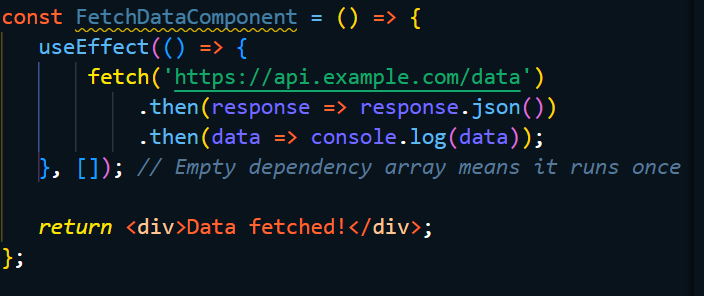 const FetchDataComponent = () => {
    useEffect(() => {
        fetch('https://api.example.com/data')
            .then(response => response.json())
            .then(data => console.log(data));
    }, []); // Empty dependency array means it runs once

    return <div>Data fetched!</div>;
};